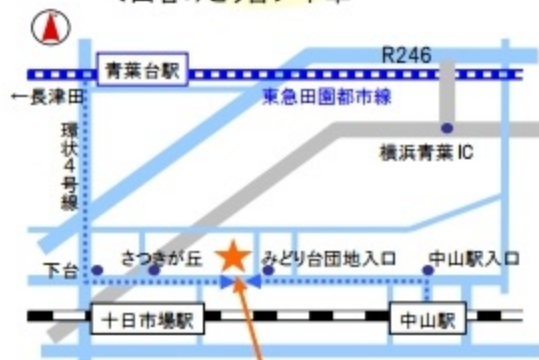 R246
青葉台駅
←長津田
東急田園都市線
環状4号線
横浜青葉IC
下台
さつきが丘
みどり台団地入口
中山駅入口
十日市場駅
中山駅